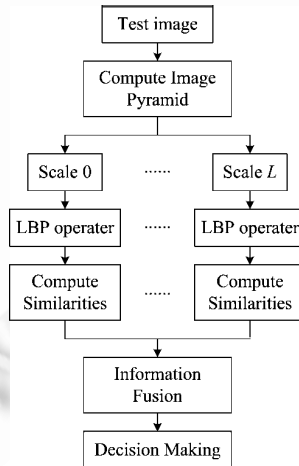 Test image
Compute Image
Pyramid
Scale 0 ...... Scale L
LBP operater ...... LBP operater
Compute
Similarities
......
Compute
Similarities
Information
Fusion
Decision Making